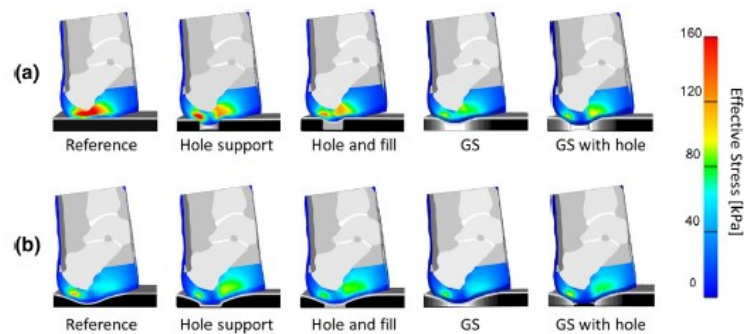 (a)
Reference
Hole support
Hole and fill
GS
GS with hole
(b)
Reference
Hole support
Hole and fill
GS
GS with hole
160
120
80
40
0
Effective Stress [kPa]